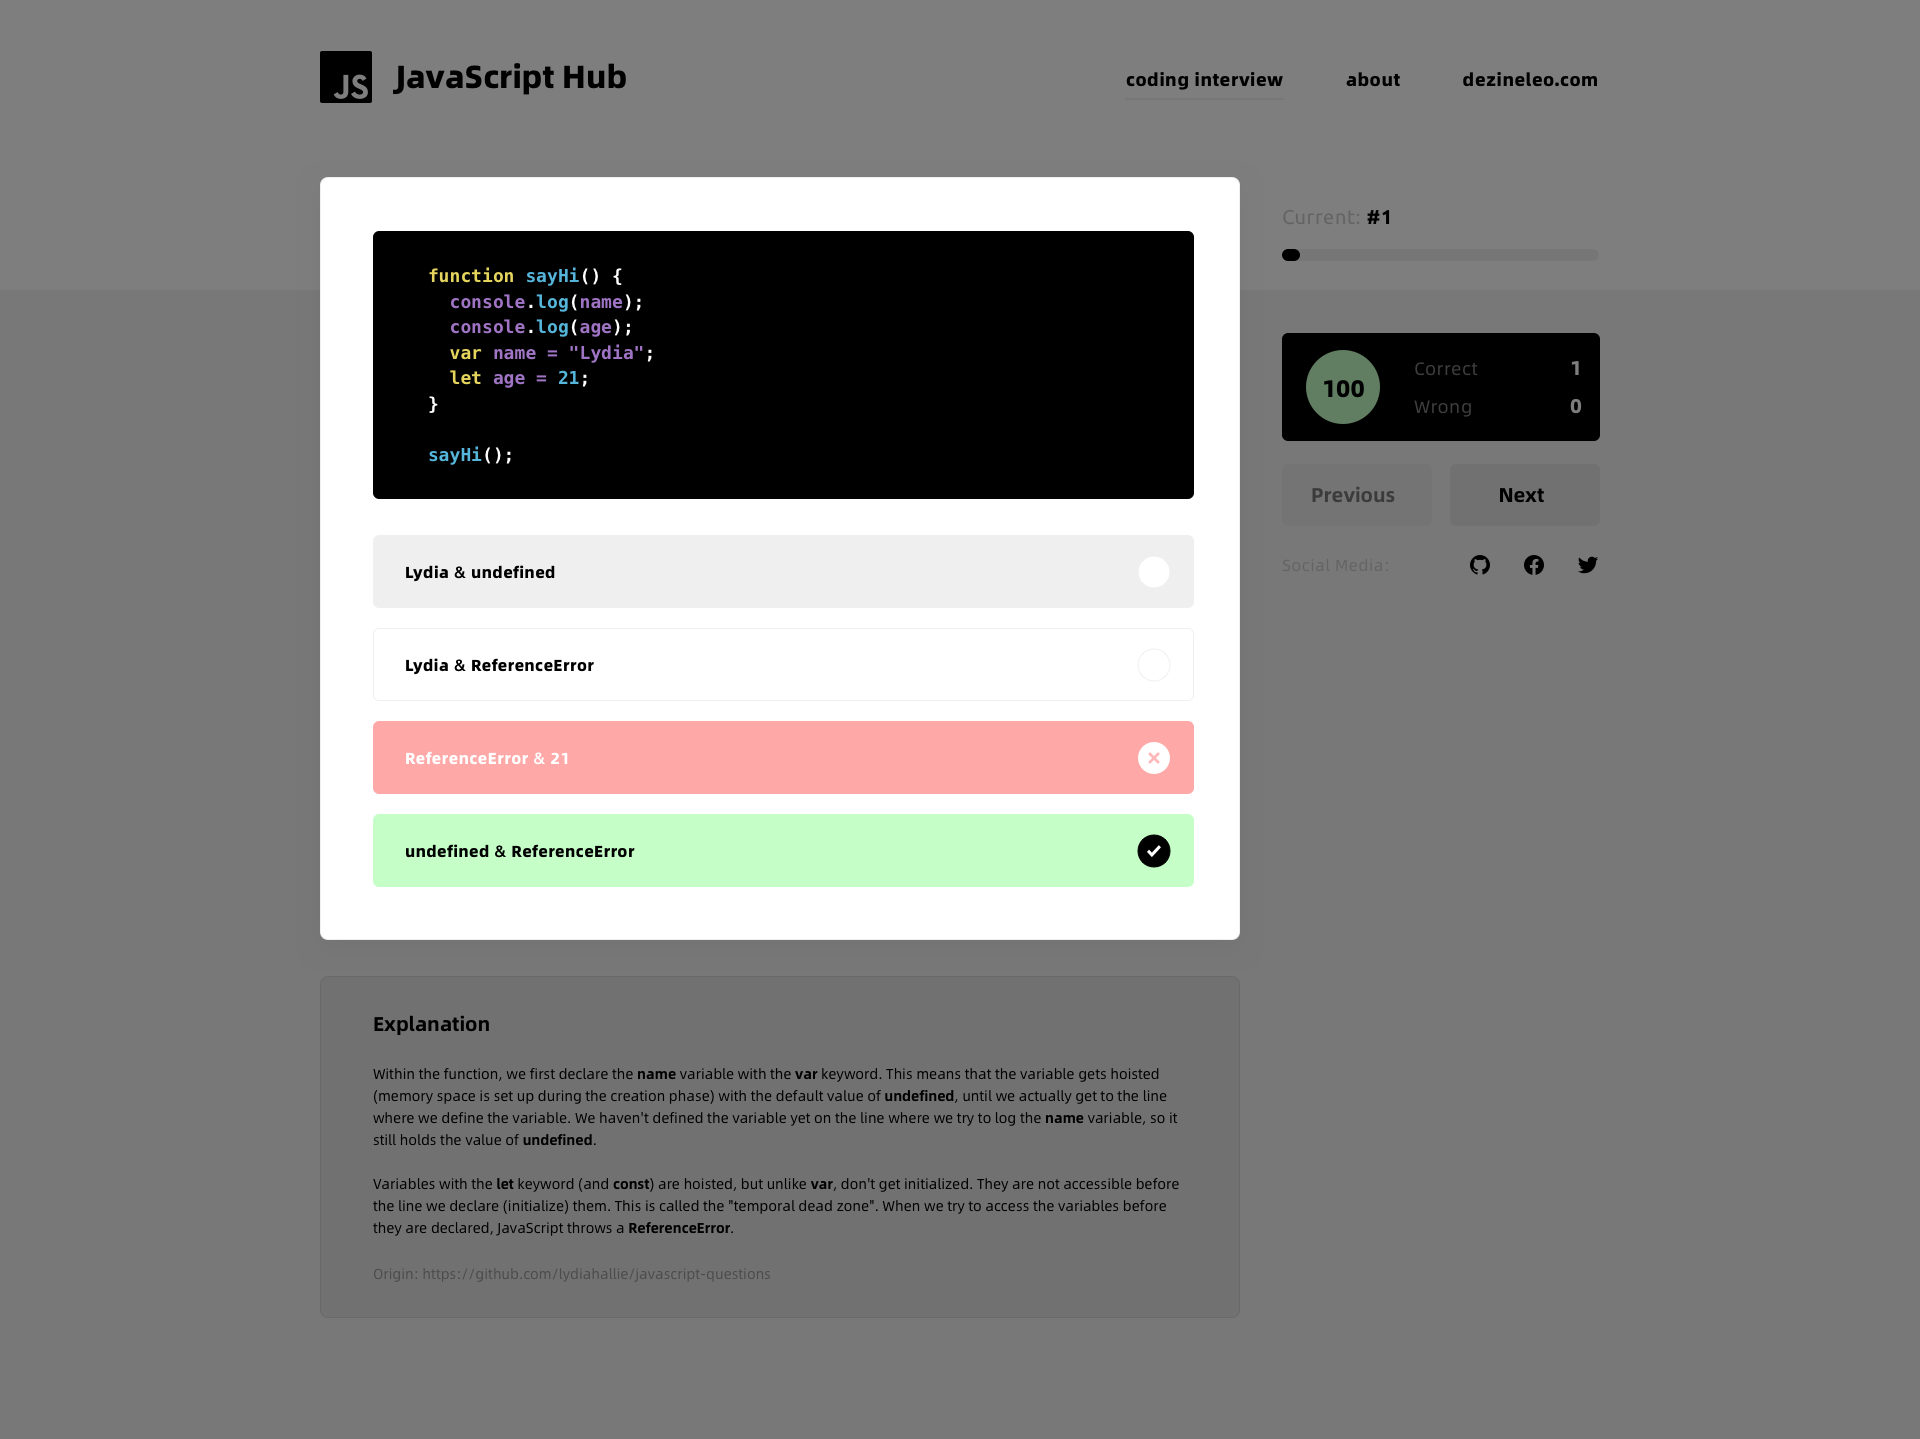 JS JavaScript Hub
coding interview about dezineleo.com
Current: #1
function sayHi() {
  console.log(name);
  console.log(age);
  var name = "Lydia";
  let age = 21;
}
sayHi();
Lydia & undefined
Lydia & ReferenceError
ReferenceError & 21
undefined & ReferenceError
100
Correct 1
Wrong 0
Previous
Next
Social Media:
Explanation
Within the function, we first declare the name variable with the var keyword. This means that the variable gets hoisted
(memory space is set up during the creation phase) with the default value of undefined, until we actually get to the line
where we define the variable. We haven't defined the variable yet on the line where we try to log the name variable, so it
still holds the value of undefined.
Variables with the let keyword (and const) are hoisted, but unlike var, don't get initialized. They are not accessible before
the line we declare (initialize) them. This is called the "temporal dead zone". When we try to access the variables before
they are declared, JavaScript throws a ReferenceError.
Origin: https://github.com/lydiahallie/javascript-questions